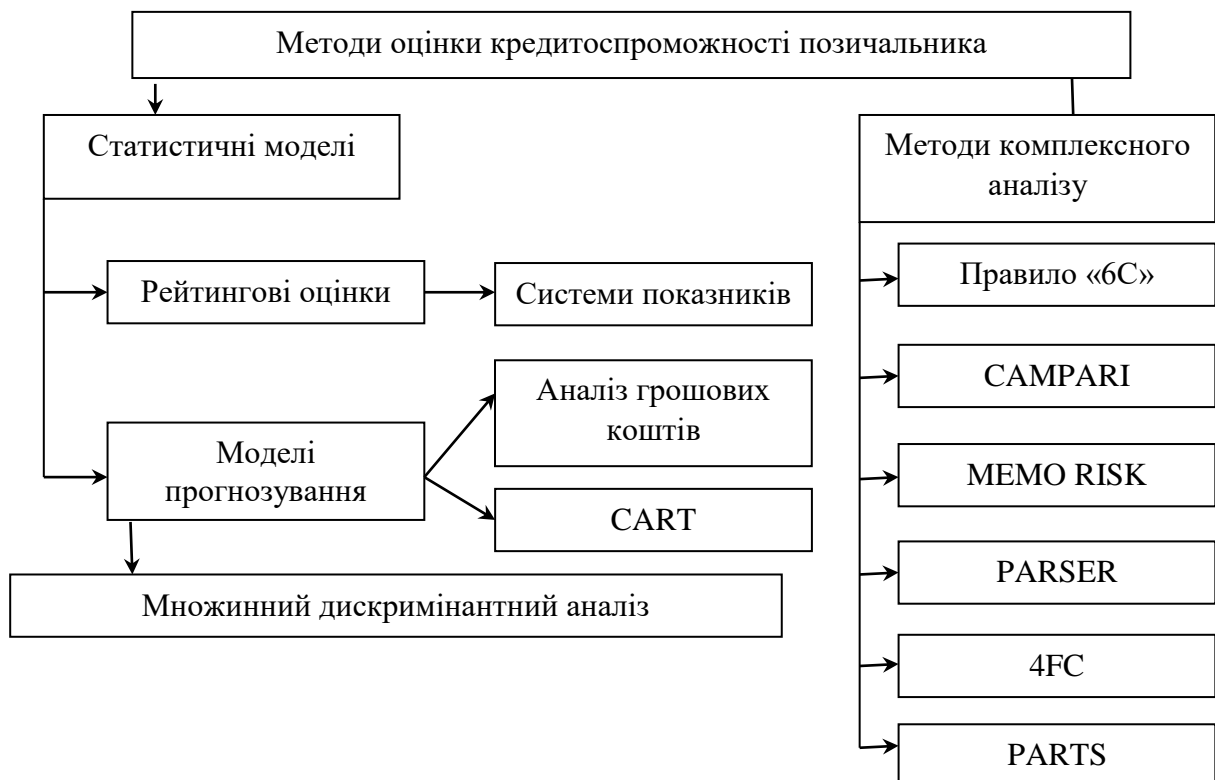 Методи оцінки кредитоспроможності позичальника
Статистичні моделі
Методи комплексного
аналізу
Рейтингові оцінки
Системи показників
Правило «6С»
Аналіз грошових
коштів
CAMPARI
Моделі
прогнозування
MEMO RISK
CART
PARSER
Множинний дискримінантний аналіз
4FC
PARTS